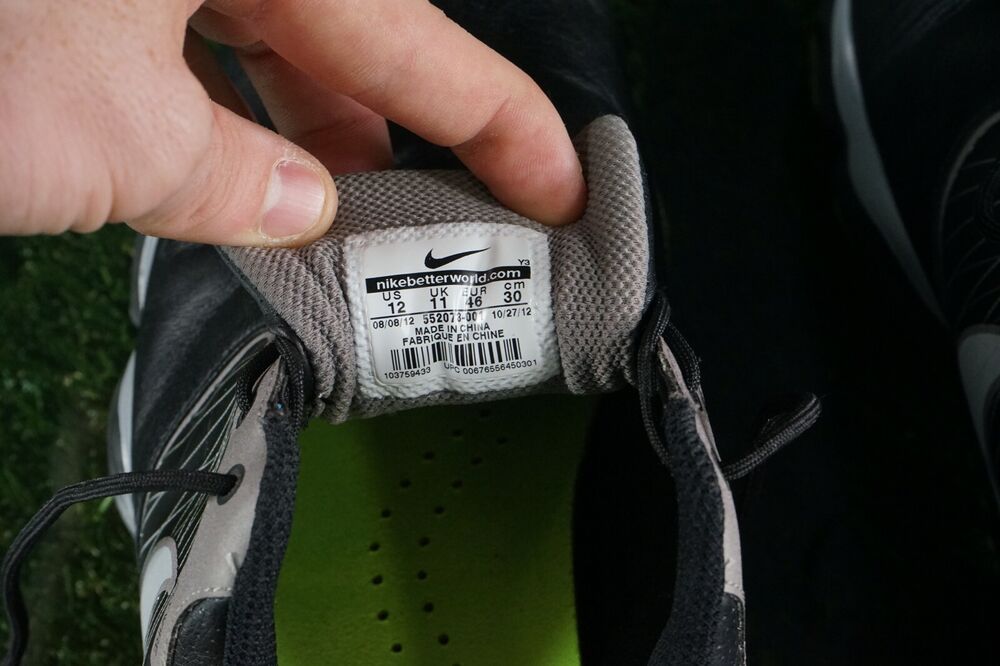 Y3
nikebetterworld.com
US UK EUR cm
12 11 46 30
08/08/12 552073-001 10/27/12
MADE IN CHINA
FABRIQUE EN CHINE
103759433 UPC 00676556450301